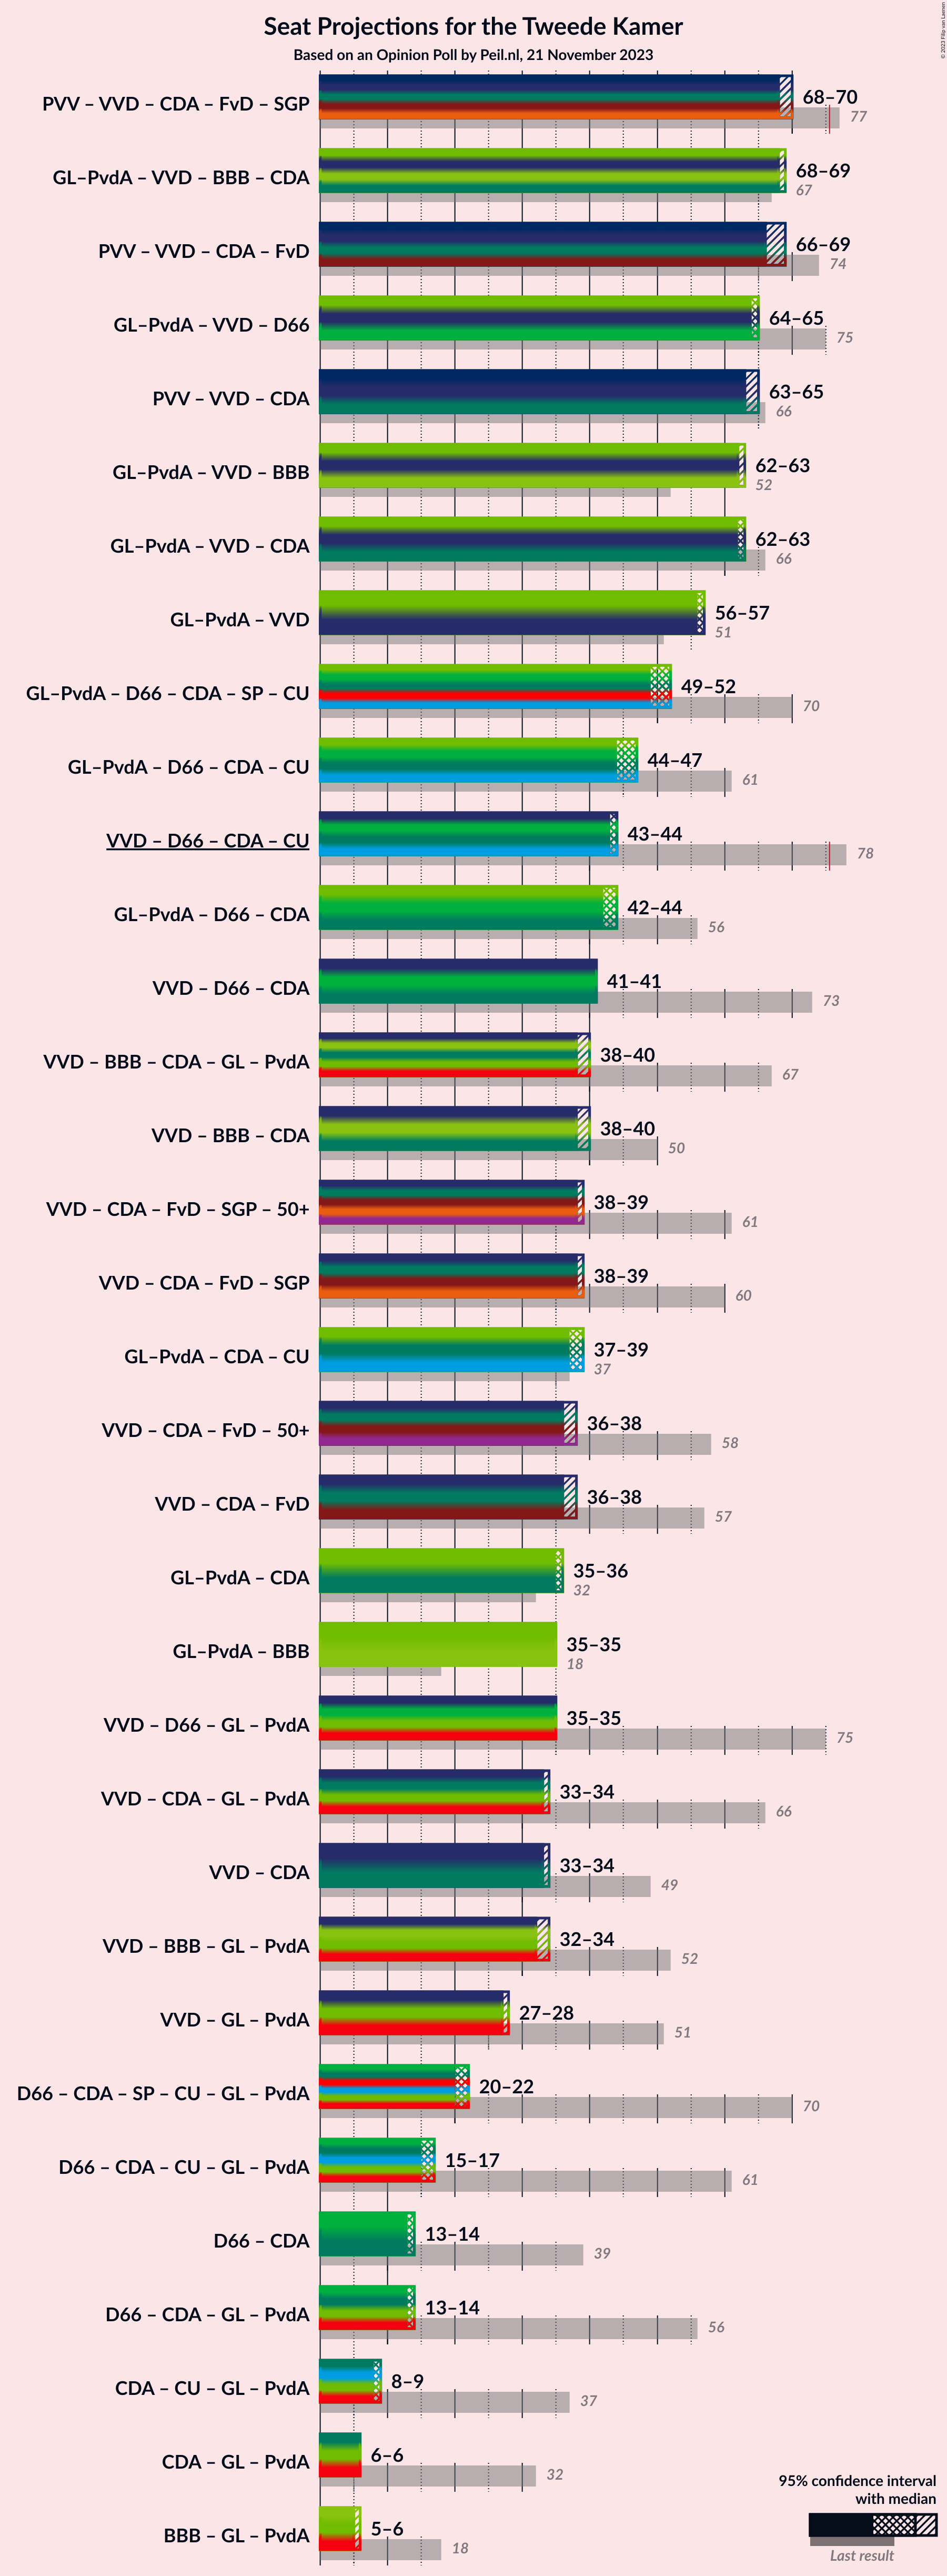 Seat Projections for the Tweede Kamer
Based on an Opinion Poll by Peil.nl, 21 November 2023
© 2023 Filip van Laenen
PVV – VVD – CDA – FvD – SGP 68–70 77
GL–PvdA – VVD – BBB – CDA 68–69 67
PVV – VVD – CDA – FvD 66–69 74
GL–PvdA – VVD – D66 64–65 75
PVV – VVD – CDA 63–65 66
GL–PvdA – VVD – BBB 62–63 52
GL–PvdA – VVD – CDA 62–63 66
GL–PvdA – VVD 56–57 51
GL–PvdA – D66 – CDA – SP – CU 49–52 70
GL–PvdA – D66 – CDA – CU 44–47 61
VVD – D66 – CDA – CU 43–44 78
GL–PvdA – D66 – CDA 42–44 56
VVD – D66 – CDA 41–41 73
VVD – BBB – CDA – GL – PvdA 38–40 67
VVD – BBB – CDA 38–40 50
VVD – CDA – FvD – SGP – 50+ 38–39 61
VVD – CDA – FvD – SGP 38–39 60
GL–PvdA – CDA – CU 37–39 37
VVD – CDA – FvD – 50+ 36–38 58
VVD – CDA – FvD 36–38 57
GL–PvdA – CDA 35–36 32
GL–PvdA – BBB 35–35 18
VVD – D66 – GL – PvdA 35–35 75
VVD – CDA – GL – PvdA 33–34 66
VVD – CDA 33–34 49
VVD – BBB – GL – PvdA 32–34 52
VVD – GL – PvdA 27–28 51
D66 – CDA – SP – CU – GL – PvdA 20–22 70
D66 – CDA – CU – GL – PvdA 15–17 61
D66 – CDA 13–14 39
D66 – CDA – GL – PvdA 13–14 56
CDA – CU – GL – PvdA 8–9 37
CDA – GL – PvdA 6–6 32
BBB – GL – PvdA 5–6 18
95% confidence interval
with median
Last result